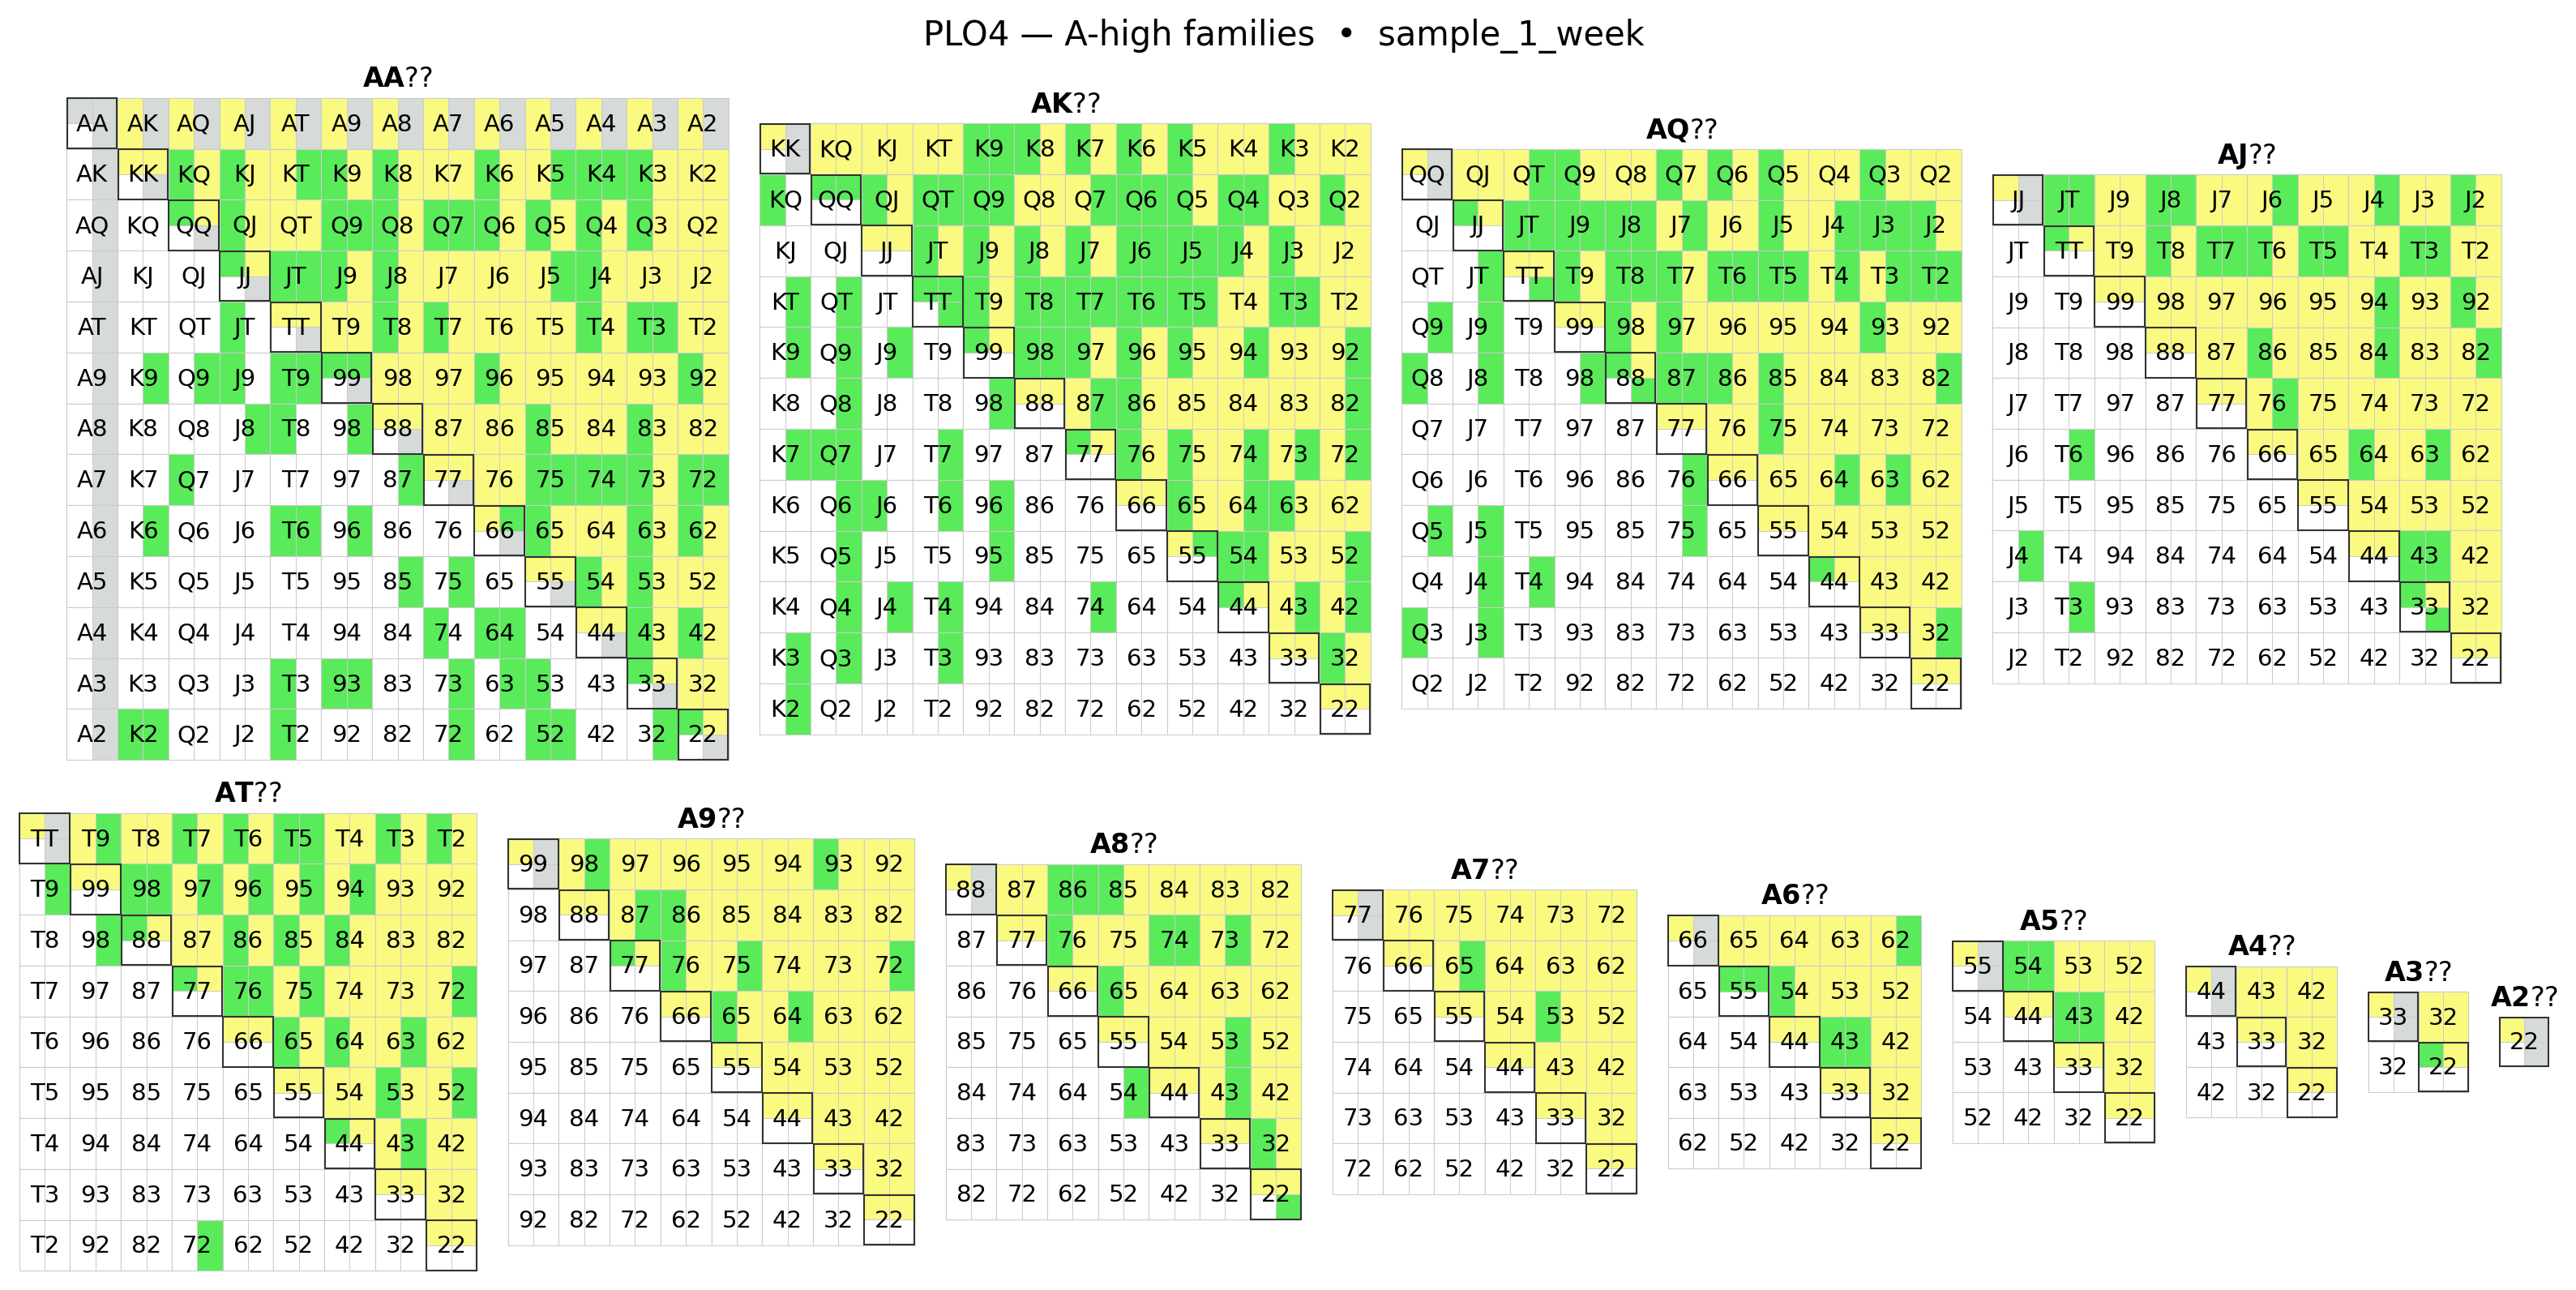 PLO4 — A-high families • sample_1_week
AA??
AA AK AQ AJ AT A9 A8 A7 A6 A5 A4 A3 A2
AK KK KQ KJ KT K9 K8 K7 K6 K5 K4 K3 K2
AQ KQ QQ QJ QT Q9 Q8 Q7 Q6 Q5 Q4 Q3 Q2
AJ KJ QJ JJ JT J9 J8 J7 J6 J5 J4 J3 J2
AT KT QT JT TT T9 T8 T7 T6 T5 T4 T3 T2
A9 K9 Q9 J9 T9 99 98 97 96 95 94 93 92
A8 K8 Q8 J8 T8 98 88 87 86 85 84 83 82
A7 K7 Q7 J7 T7 97 87 77 76 75 74 73 72
A6 K6 Q6 J6 T6 96 86 76 66 65 64 63 62
A5 K5 Q5 J5 T5 95 85 75 65 55 54 53 52
A4 K4 Q4 J4 T4 94 84 74 64 54 44 43 42
A3 K3 Q3 J3 T3 93 83 73 63 53 43 33 32
A2 K2 Q2 J2 T2 92 82 72 62 52 42 32 22
AK??
KK KQ KJ KT K9 K8 K7 K6 K5 K4 K3 K2
KQ QQ QJ QT Q9 Q8 Q7 Q6 Q5 Q4 Q3 Q2
KJ QJ JJ JT J9 J8 J7 J6 J5 J4 J3 J2
KT QT JT TT T9 T8 T7 T6 T5 T4 T3 T2
K9 Q9 J9 T9 99 98 97 96 95 94 93 92
K8 Q8 J8 T8 98 88 87 86 85 84 83 82
K7 Q7 J7 T7 97 87 77 76 75 74 73 72
K6 Q6 J6 T6 96 86 76 66 65 64 63 62
K5 Q5 J5 T5 95 85 75 65 55 54 53 52
K4 Q4 J4 T4 94 84 74 64 54 44 43 42
K3 Q3 J3 T3 93 83 73 63 53 43 33 32
K2 Q2 J2 T2 92 82 72 62 52 42 32 22
AQ??
QQ QJ QT Q9 Q8 Q7 Q6 Q5 Q4 Q3 Q2
QJ JJ JT J9 J8 J7 J6 J5 J4 J3 J2
QT JT TT T9 T8 T7 T6 T5 T4 T3 T2
Q9 J9 T9 99 98 97 96 95 94 93 92
Q8 J8 T8 98 88 87 86 85 84 83 82
Q7 J7 T7 97 87 77 76 75 74 73 72
Q6 J6 T6 96 86 76 66 65 64 63 62
Q5 J5 T5 95 85 75 65 55 54 53 52
Q4 J4 T4 94 84 74 64 54 44 43 42
Q3 J3 T3 93 83 73 63 53 43 33 32
Q2 J2 T2 92 82 72 62 52 42 32 22
AJ??
JJ JT J9 J8 J7 J6 J5 J4 J3 J2
JT TT T9 T8 T7 T6 T5 T4 T3 T2
J9 T9 99 98 97 96 95 94 93 92
J8 T8 98 88 87 86 85 84 83 82
J7 T7 97 87 77 76 75 74 73 72
J6 T6 96 86 76 66 65 64 63 62
J5 T5 95 85 75 65 55 54 53 52
J4 T4 94 84 74 64 54 44 43 42
J3 T3 93 83 73 63 53 43 33 32
J2 T2 92 82 72 62 52 42 32 22
AT??
TT T9 T8 T7 T6 T5 T4 T3 T2
T9 99 98 97 96 95 94 93 92
T8 98 88 87 86 85 84 83 82
T7 97 87 77 76 75 74 73 72
T6 96 86 76 66 65 64 63 62
T5 95 85 75 65 55 54 53 52
T4 94 84 74 64 54 44 43 42
T3 93 83 73 63 53 43 33 32
T2 92 82 72 62 52 42 32 22
A9??
99 98 97 96 95 94 93 92
98 88 87 86 85 84 83 82
97 87 77 76 75 74 73 72
96 86 76 66 65 64 63 62
95 85 75 65 55 54 53 52
94 84 74 64 54 44 43 42
93 83 73 63 53 43 33 32
92 82 72 62 52 42 32 22
A8??
88 87 86 85 84 83 82
87 77 76 75 74 73 72
86 76 66 65 64 63 62
85 75 65 55 54 53 52
84 74 64 54 44 43 42
83 73 63 53 43 33 32
82 72 62 52 42 32 22
A7??
77 76 75 74 73 72
76 66 65 64 63 62
75 65 55 54 53 52
74 64 54 44 43 42
73 63 53 43 33 32
72 62 52 42 32 22
A6??
66 65 64 63 62
65 55 54 53 52
64 54 44 43 42
63 53 43 33 32
62 52 42 32 22
A5??
55 54 53 52
54 44 43 42
53 43 33 32
52 42 32 22
A4??
44 43 42
43 33 32
42 32 22
A3??
33 32
32 22
A2??
22